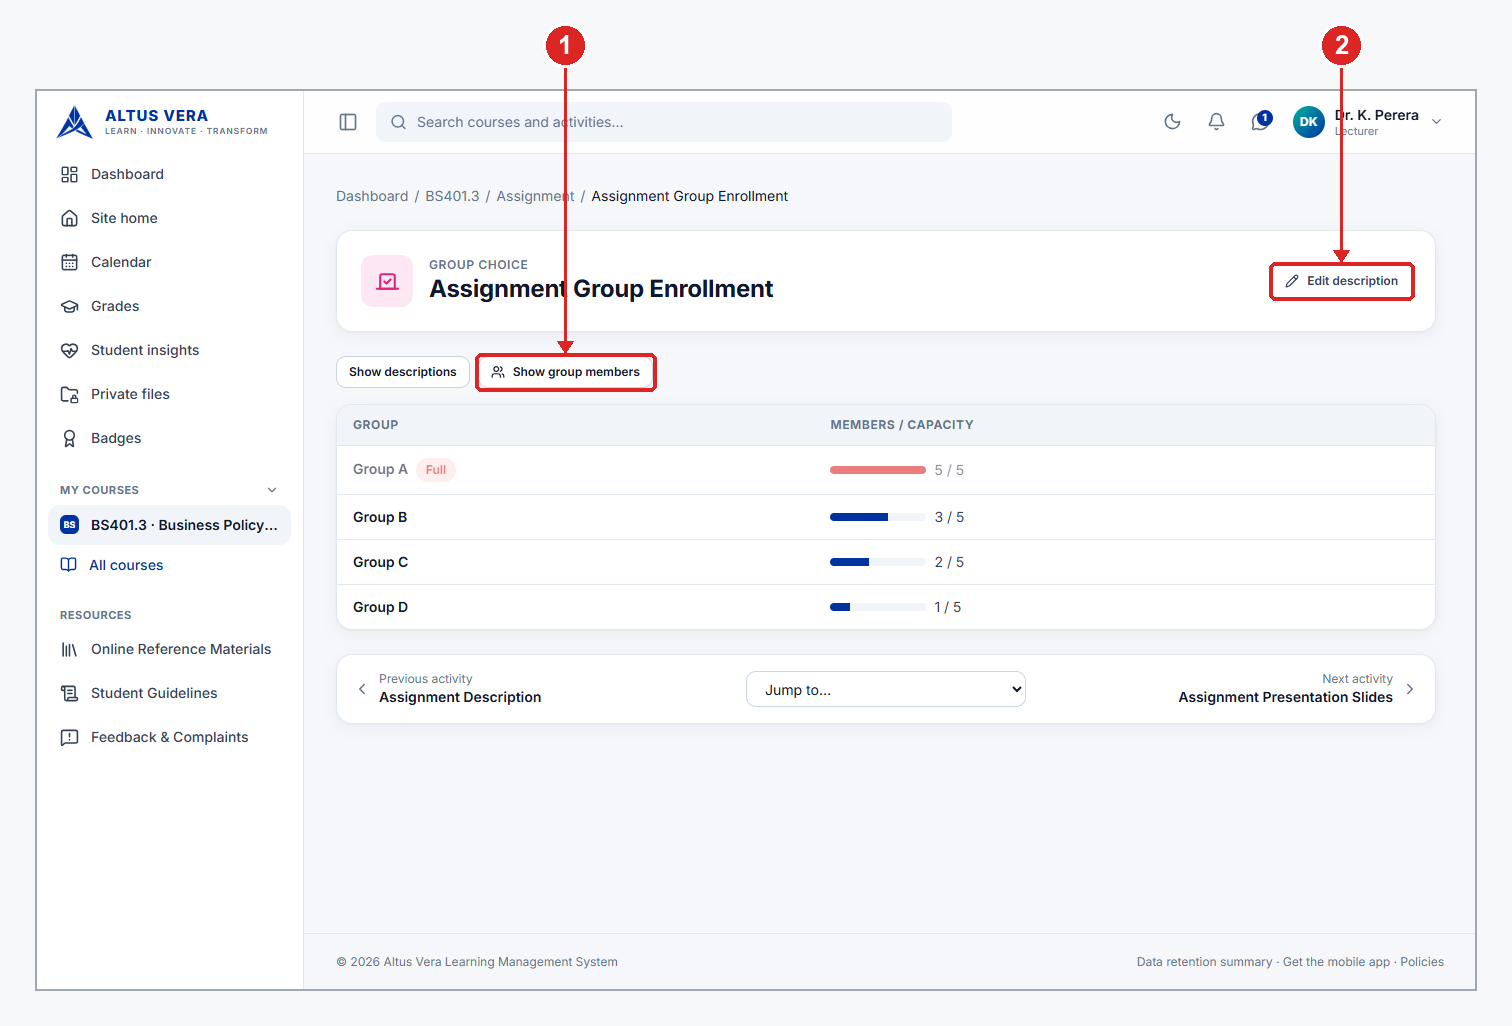 1
2
ALTUS VERA
LEARN · INNOVATE · TRANSFORM
Search courses and activities...
1
DK
Dr. K. Perera
Lecturer
Dashboard
Site home
Calendar
Grades
Student insights
Private files
Badges
MY COURSES
BS
BS401.3 · Business Policy...
All courses
RESOURCES
Online Reference Materials
Student Guidelines
Feedback & Complaints
Dashboard / BS401.3 / Assignment / Assignment Group Enrollment
GROUP CHOICE
Assignment Group Enrollment
Edit description
Show descriptions
Show group members
GROUP MEMBERS / CAPACITY
Group A Full 5 / 5
Group B 3 / 5
Group C 2 / 5
Group D 1 / 5
Previous activity
Assignment Description
Jump to...
Next activity
Assignment Presentation Slides
© 2026 Altus Vera Learning Management System
Data retention summary · Get the mobile app · Policies